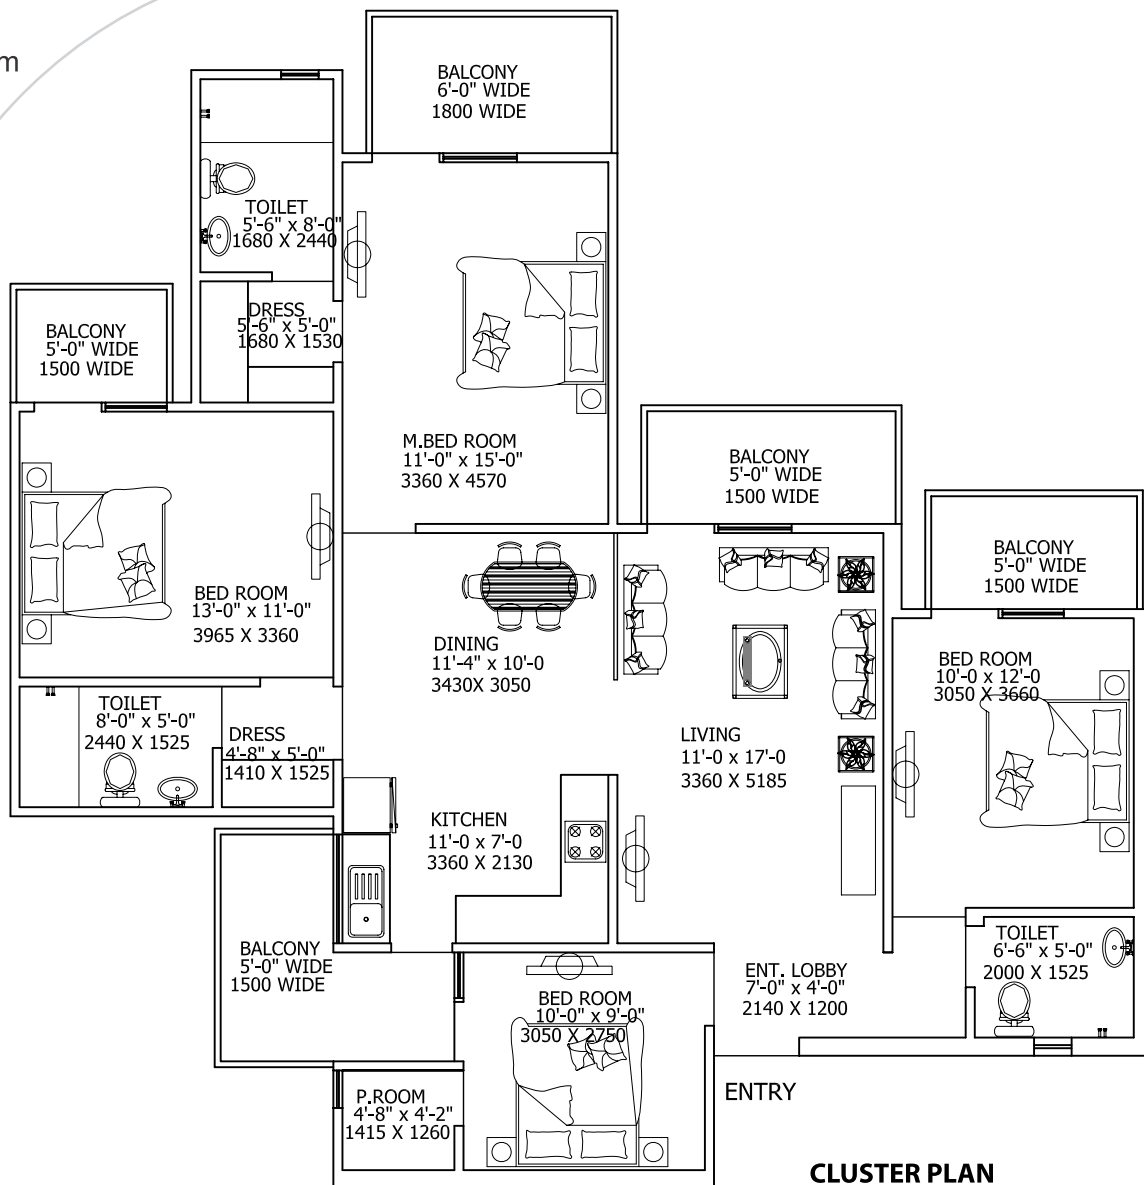 m
BALCONY
6'-0" WIDE
1800 WIDE
TOILET
5'-6" x 8'-0"
1680 X 2440
DRESS
5'-6" x 5'-0"
1680 X 1530
BALCONY
5'-0" WIDE
1500 WIDE
M.BED ROOM
11'-0" x 15'-0"
3360 X 4570
BALCONY
5'-0" WIDE
1500 WIDE
BALCONY
5'-0" WIDE
1500 WIDE
BED ROOM
13'-0" x 11'-0"
3965 X 3360
DINING
11'-4" x 10'-0
3430X 3050
BED ROOM
10'-0 x 12'-0
3050 X 3660
TOILET
8'-0" x 5'-0"
2440 X 1525
DRESS
4'-8" x 5'-0"
1410 X 1525
LIVING
11'-0 x 17'-0
3360 X 5185
KITCHEN
11'-0 x 7'-0
3360 X 2130
BALCONY
5'-0" WIDE
1500 WIDE
TOILET
6'-6" x 5'-0"
2000 X 1525
ENT. LOBBY
7'-0" x 4'-0"
2140 X 1200
BED ROOM
10'-0" x 9'-0"
3050 X 2750
P.ROOM
4'-8" x 4'-2"
1415 X 1260
ENTRY
CLUSTER PLAN